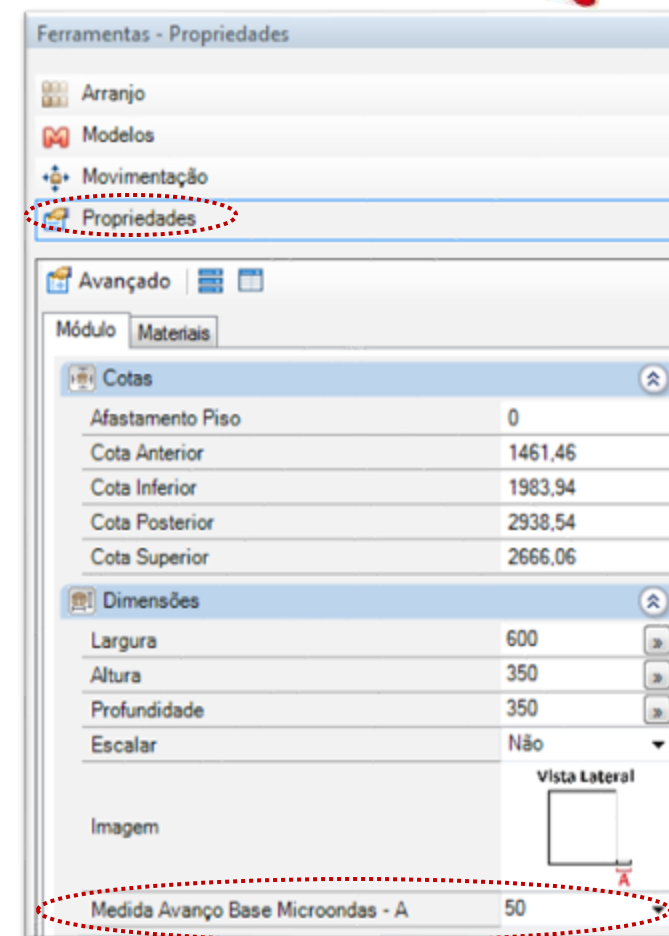 Ferramentas - Propriedades
Arranjo
Modelos
Movimentação
Propriedades
Avançado
Módulo Materiais
Cotas
Afastamento Piso 0
Cota Anterior 1461,46
Cota Inferior 1983,94
Cota Posterior 2938,54
Cota Superior 2666,06
Dimensões
Largura 600 »
Altura 350 »
Profundidade 350 »
Escalar Não
Vista Lateral
Imagem
A
Medida Avanço Base Microondas - A 50